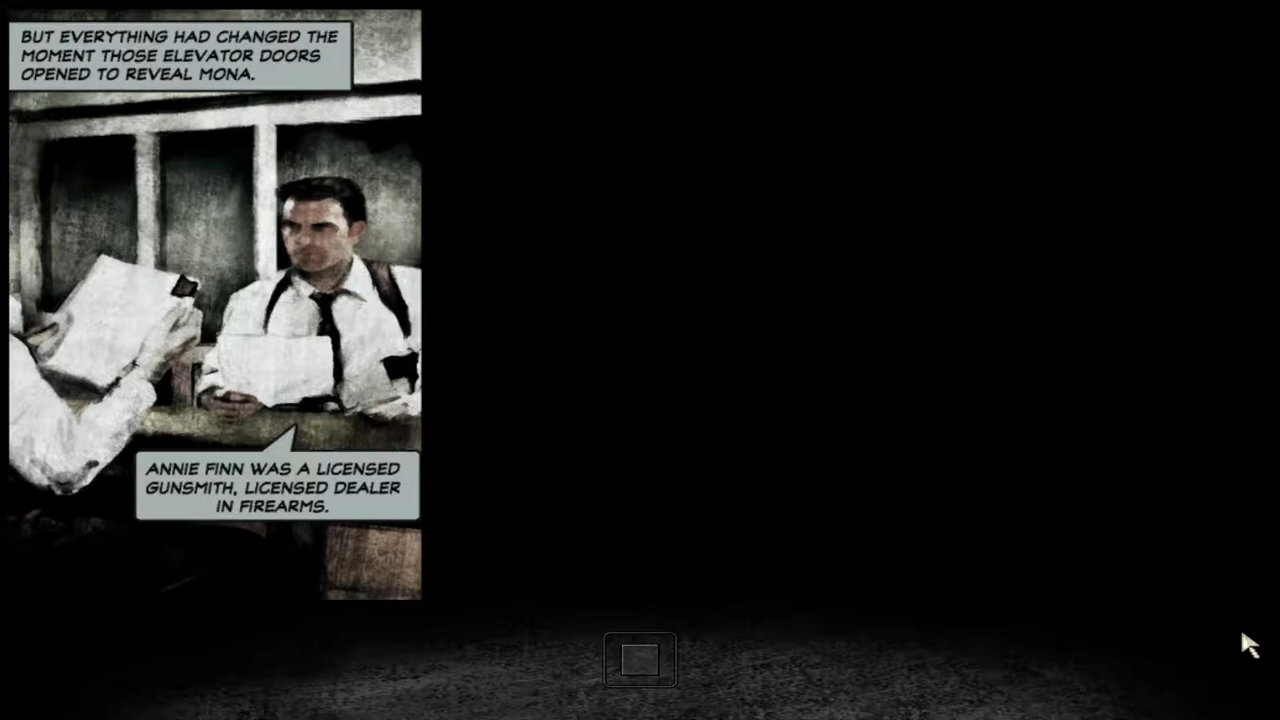 BUT EVERYTHING HAD CHANGED THE
MOMENT THOSE ELEVATOR DOORS
OPENED TO REVEAL MONA.
ANNIE FINN WAS A LICENSED
GUNSMITH, LICENSED DEALER
IN FIREARMS.